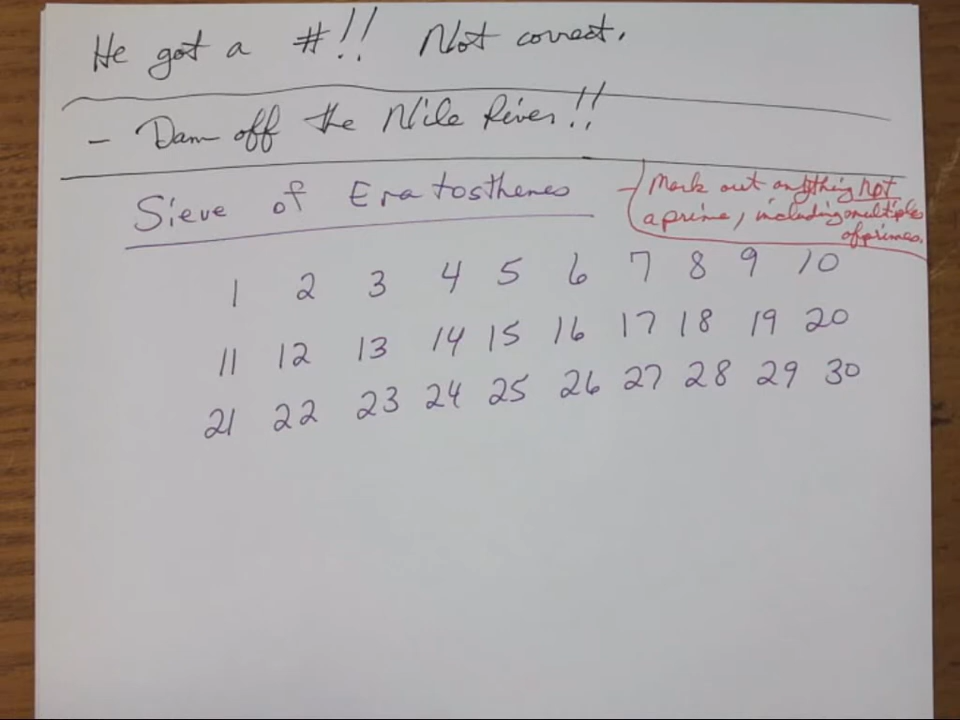 He got a #!! Not correct.
- Dam off the Nile River!!
Sieve of Eratosthenes
Mark out anything not
a prime, including multiples
of primes.
1 2 3 4 5 6 7 8 9 10
11 12 13 14 15 16 17 18 19 20
21 22 23 24 25 26 27 28 29 30